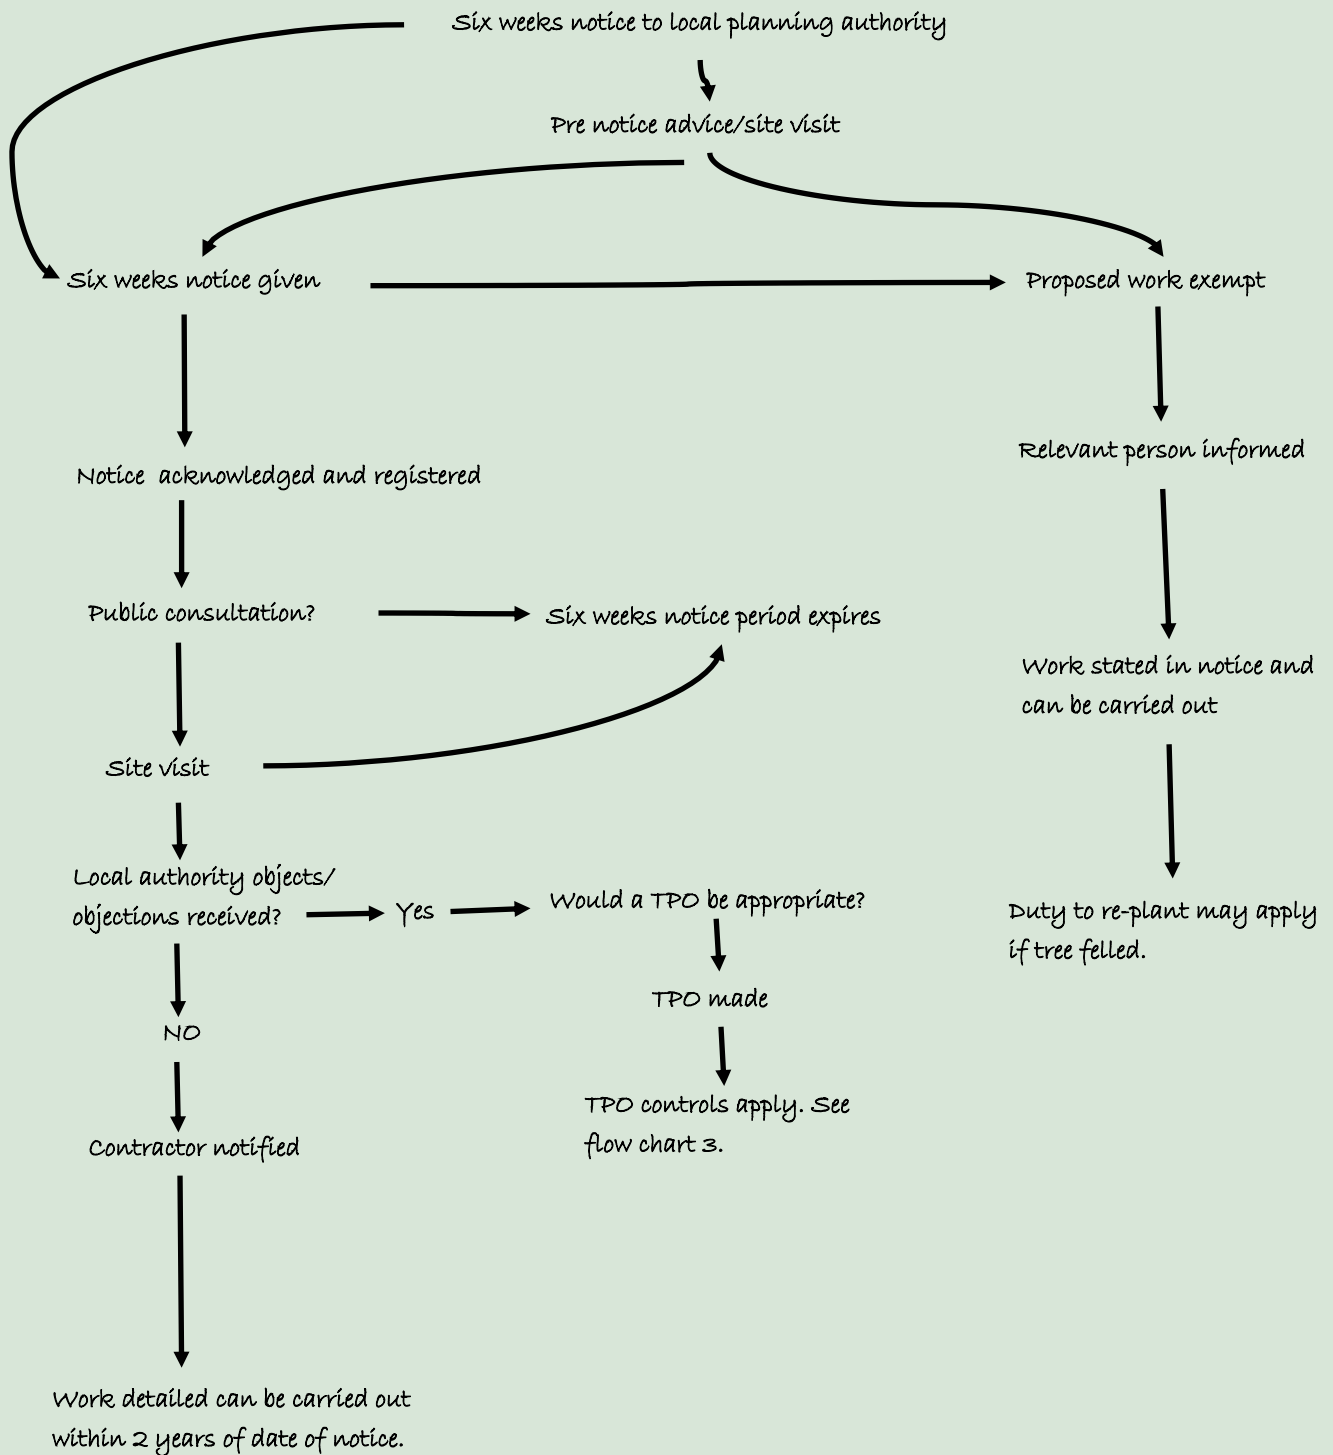 Six weeks notice to local planning authority
Pre notice advice/site visit
Six weeks notice given
Proposed work exempt
Relevant person informed
Notice acknowledged and registered
Public consultation?
Six weeks notice period expires
Work stated in notice and
can be carried out
Site visit
Local authority objects/
objections received?
Yes
Would a TPO be appropriate?
Duty to re-plant may apply
if tree felled.
TPO made
NO
TPO controls apply. See
flow chart 3.
Contractor notified
Work detailed can be carried out
within 2 years of date of notice.